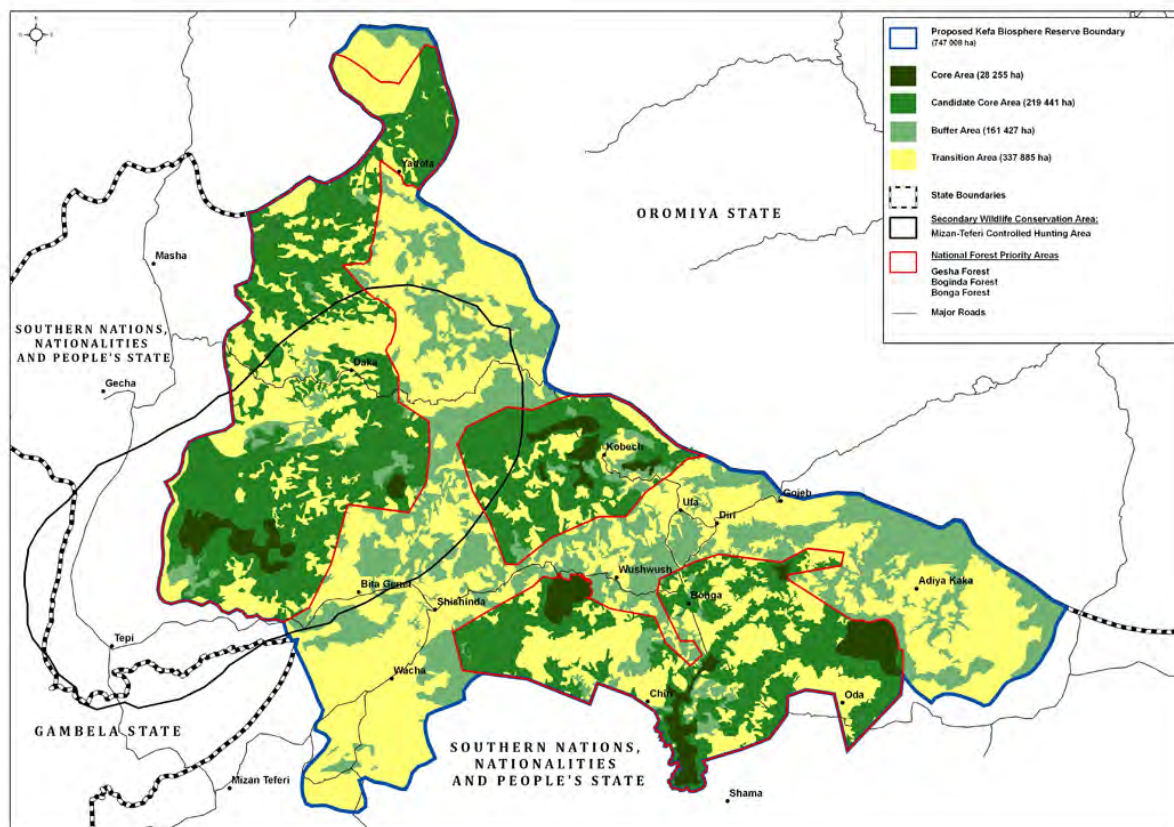 Proposed Kefa Biosphere Reserve Boundary
(747 008 ha)
Core Area (28 255 ha)
Candidate Core Area (219 441 ha)
Buffer Area (161 427 ha)
Transition Area (337 885 ha)
State Boundaries
Secondary Wildlife Conservation Area:
Mizan-Teferi Controlled Hunting Area
National Forest Priority Areas
Gesha Forest
Boginda Forest
Bonga Forest
Major Roads
Yadota
OROMIYA STATE
Masha
SOUTHERN NATIONS,
NATIONALITIES
AND PEOPLE'S STATE
Daka
Gecha
Kobech
Ufa
Gojeb
Diri
Wushwush
Bita Genet
Adiya Kaka
Shishinda
Bonga
Tepi
Wacha
Chiri
Oda
GAMBELA STATE
SOUTHERN NATIONS,
NATIONALITIES
AND PEOPLE'S STATE
Mizan Teferi
Shama